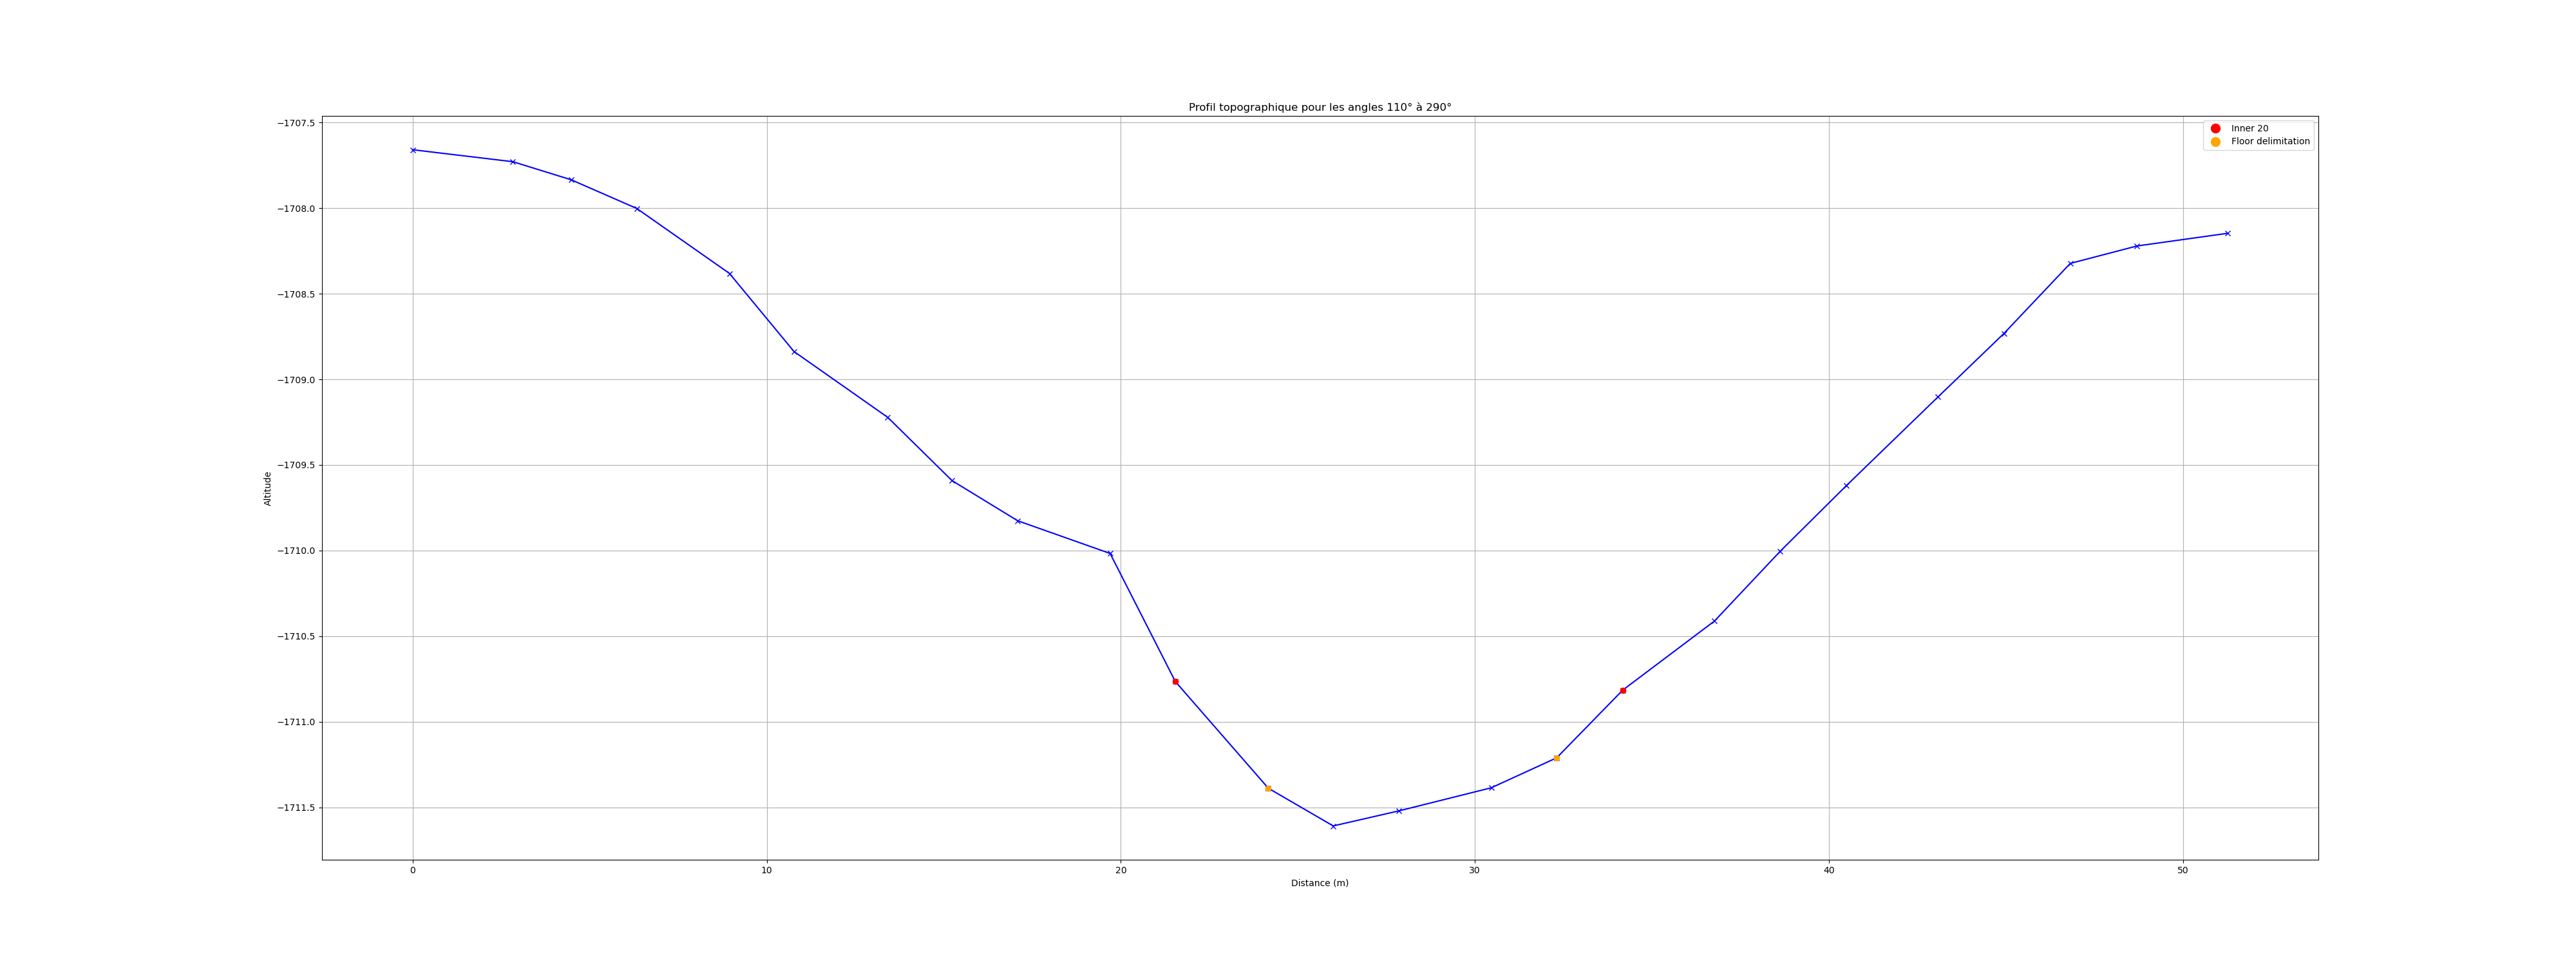 Profil topographique pour les angles 110° à 290°
Inner 20
Floor delimitation
−1707.5
−1708.0
−1708.5
−1709.0
−1709.5
−1710.0
−1710.5
−1711.0
−1711.5
Altitude
0 10 20 30 40 50
Distance (m)